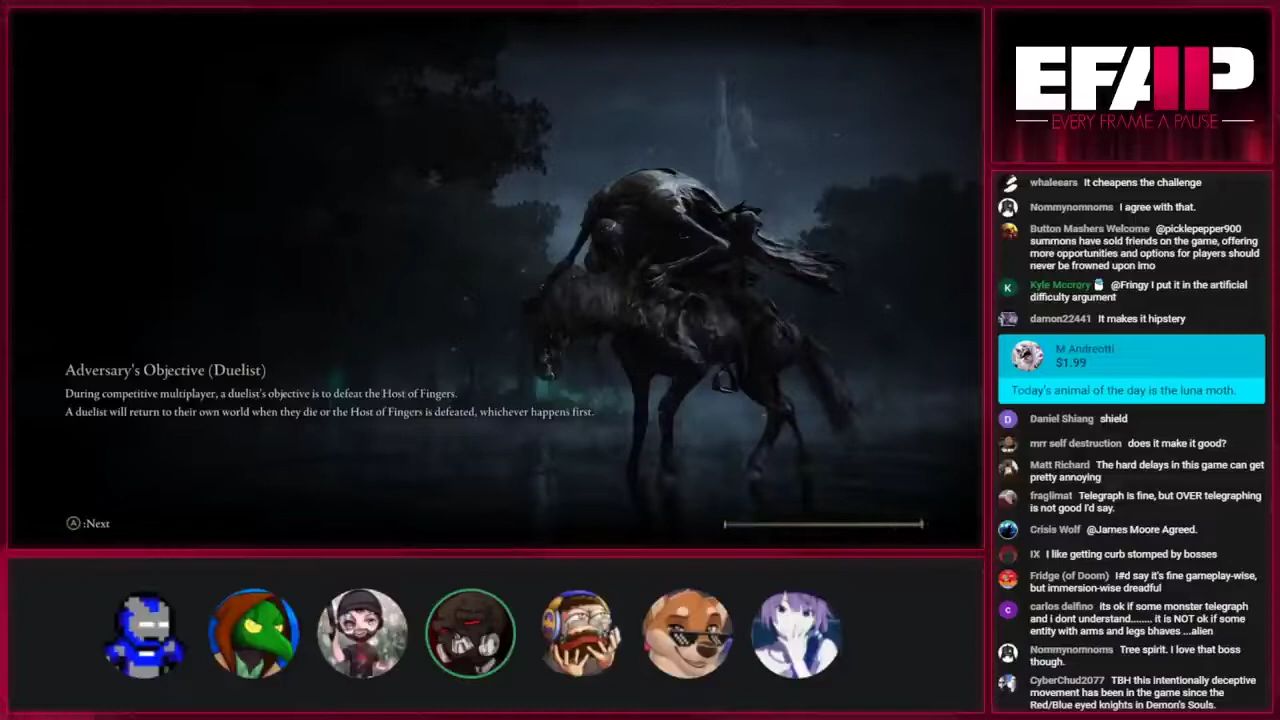 EFAP
EVERY FRAME A PAUSE
Adversary's Objective (Duelist)
During competitive multiplayer, a duelist's objective is to defeat the Host of Fingers.
A duelist will return to their own world when they die or the Host of Fingers is defeated, whichever happens first.
A :Next
whaleears It cheapens the challenge
Nommynomnoms I agree with that.
Button Mashers Welcome @picklepepper900
summons have sold friends on the game, offering
more opportunities and options for players should
never be frowned upon imo
K Kyle Mccrory @Fringy I put it in the artificial
difficulty argument
damon22441 It makes it hipstery
M Andreotti
$1.99
Today's animal of the day is the luna moth.
D Daniel Shiang shield
mrr self destruction does it make it good?
Matt Richard The hard delays in this game can get
pretty annoying
fraglimat Telegraph is fine, but OVER telegraphing
is not good I'd say.
Crisis Wolf @James Moore Agreed.
IX I like getting curb stomped by bosses
Fridge (of Doom) I#d say it's fine gameplay-wise,
but immersion-wise dreadful
C carlos delfino its ok if some monster telegraph
and i dont understand........ it is NOT ok if some
entity with arms and legs bhaves ...alien
Nommynomnoms Tree spirit. I love that boss
though.
CyberChud2077 TBH this intentionally deceptive
movement has been in the game since the
Red/Blue eyed knights in Demon's Souls.